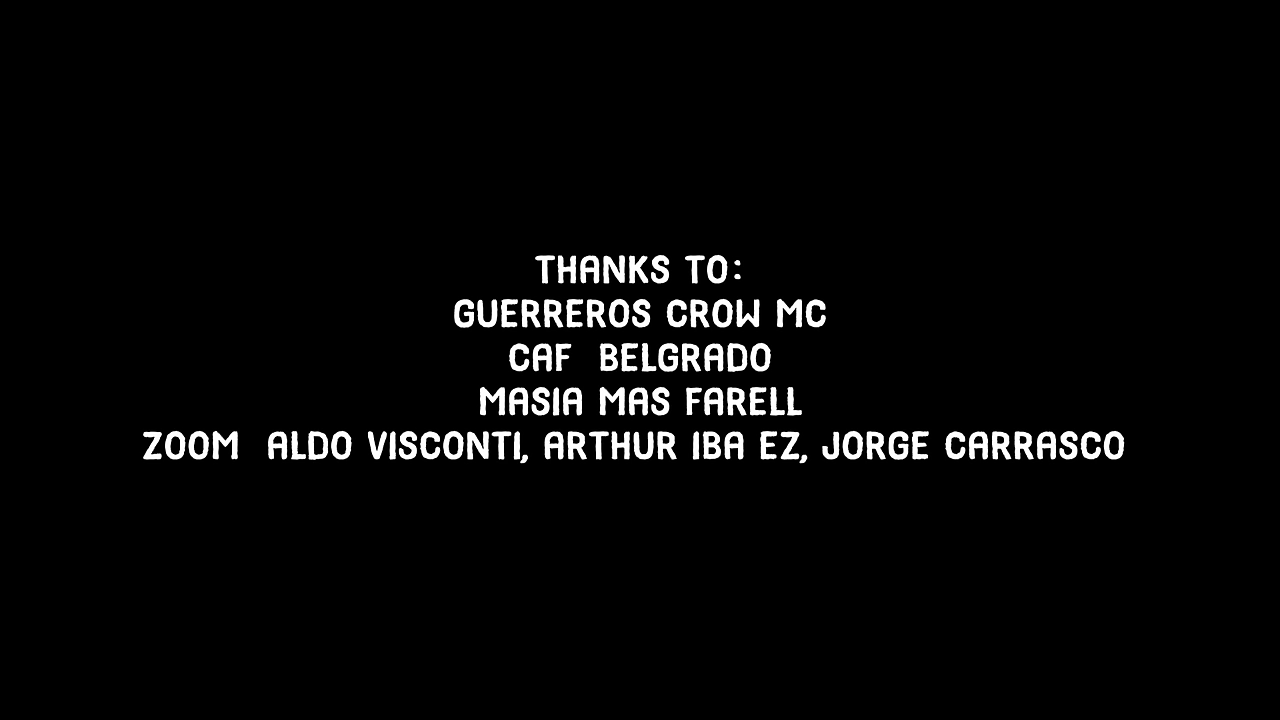 THANKS TO:
GUERREROS CROW MC
CAF  BELGRADO
MASIA MAS FARELL
ZOOM  ALDO VISCONTI, ARTHUR IBA EZ, JORGE CARRASCO